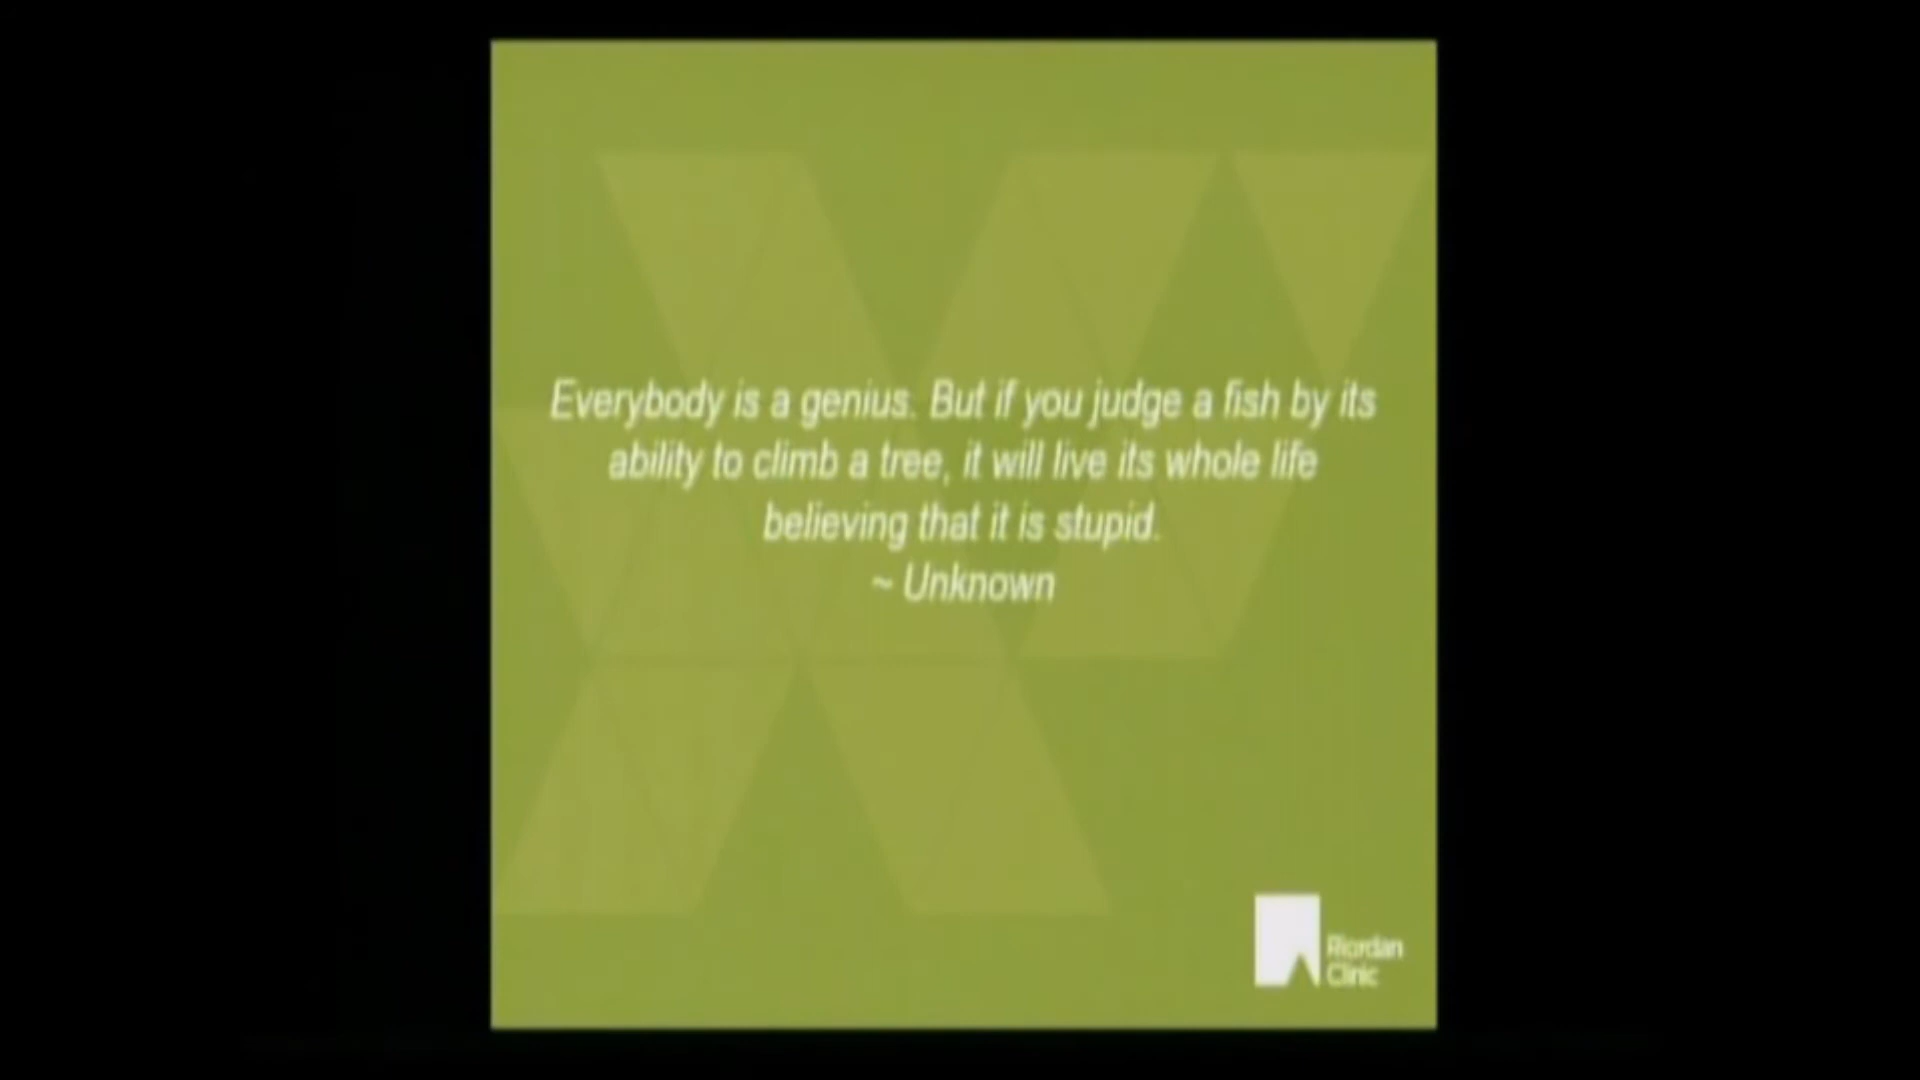 Everybody is a genius. But if you judge a fish by its
ability to climb a tree, it will live its whole life
believing that it is stupid.
~ Unknown
Riordan
Clinic